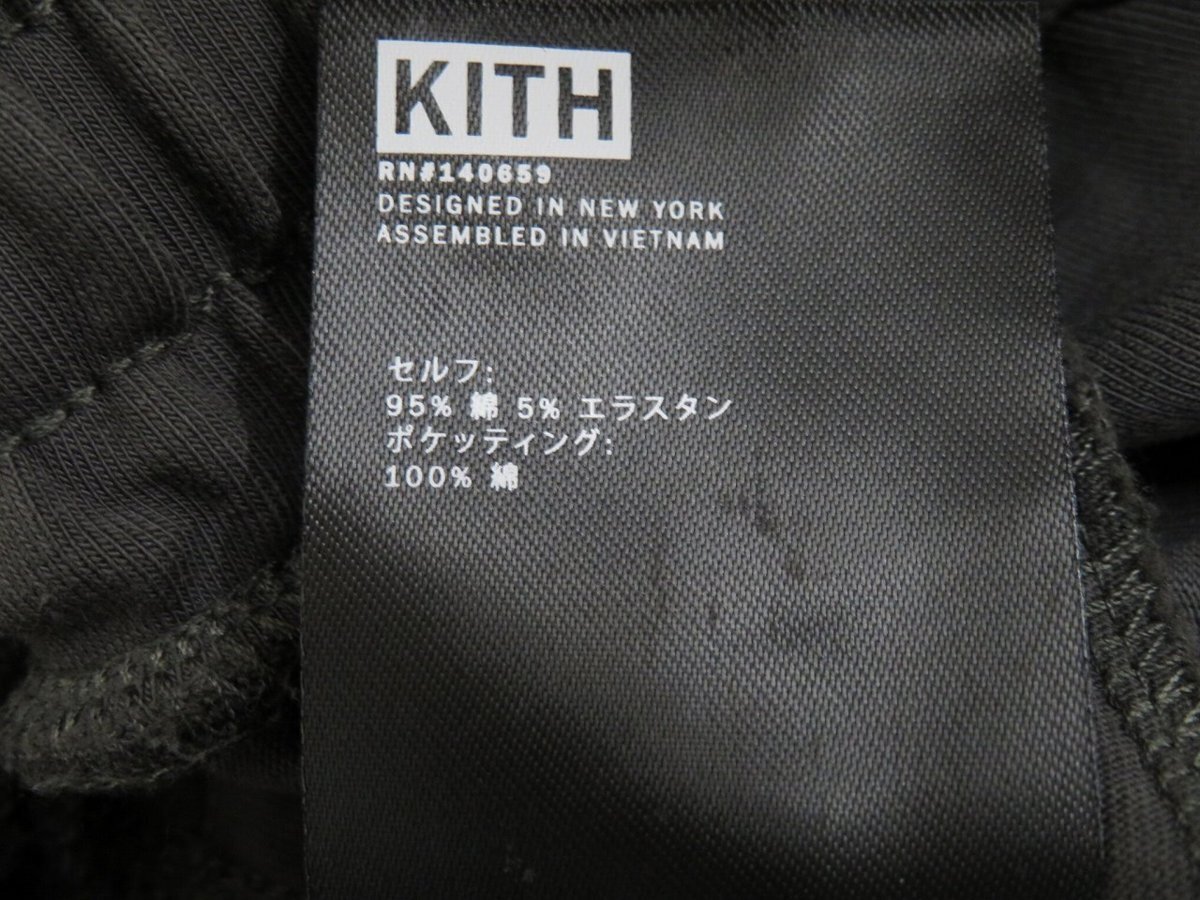 KITH
RN#140659
DESIGNED IN NEW YORK
ASSEMBLED IN VIETNAM
セルフ:
95% 綿 5% エラスタン
ポケッティング:
100% 綿